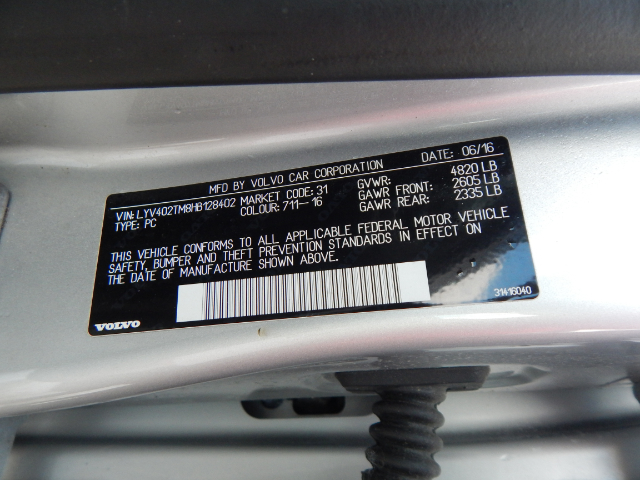 MFD BY VOLVO CAR CORPORATION DATE: 06/16
VIN: LYV402TM8HB128402 MARKET CODE: 31 GVWR: 4820 LB
TYPE: PC COLOUR: 711-16 GAWR FRONT: 2605 LB
GAWR REAR: 2335 LB
THIS VEHICLE CONFORMS TO ALL APPLICABLE FEDERAL MOTOR VEHICLE
SAFETY, BUMPER AND THEFT PREVENTION STANDARDS IN EFFECT ON
THE DATE OF MANUFACTURE SHOWN ABOVE.
VOLVO
31416040